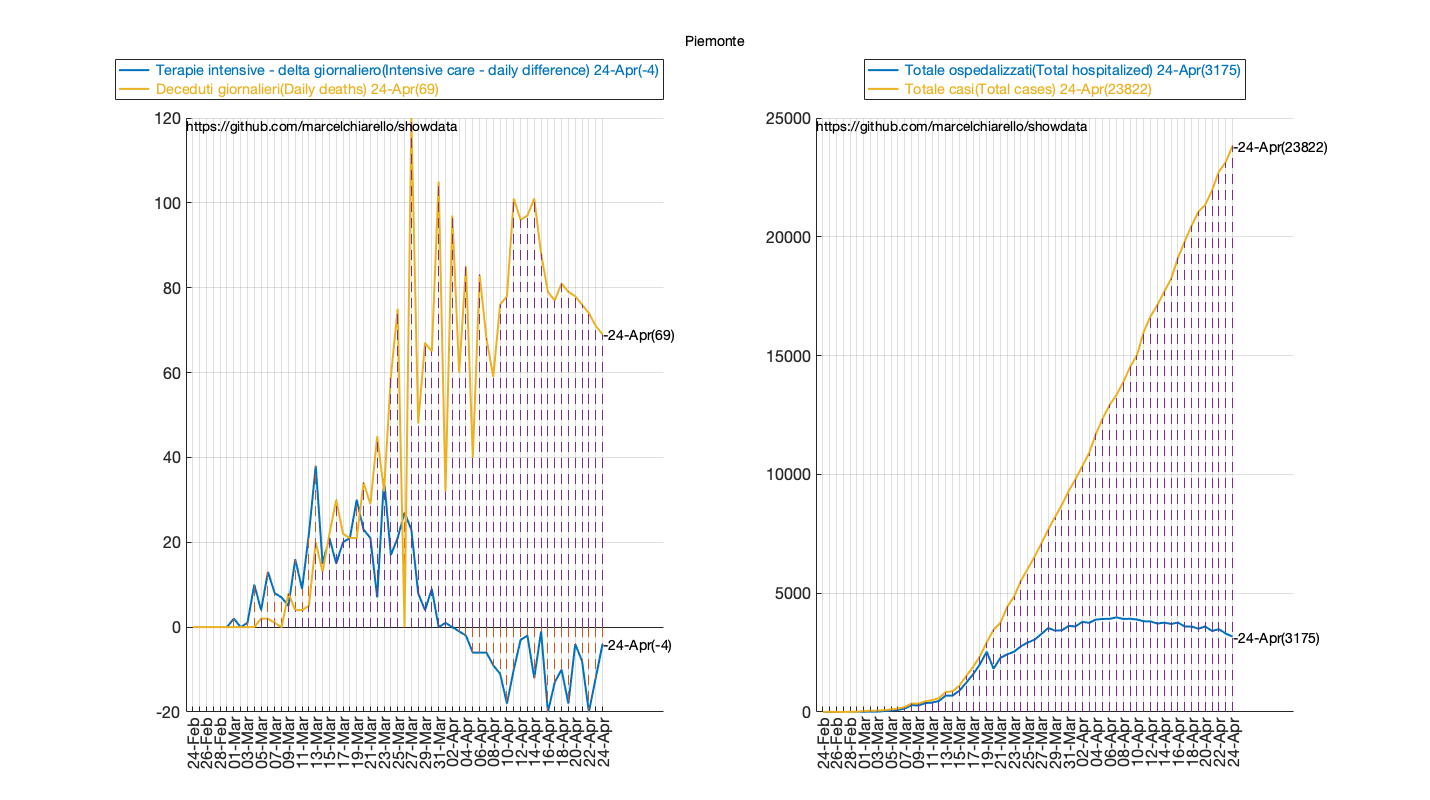 Piemonte
Terapie intensive - delta giornaliero(Intensive care - daily difference) 24-Apr(-4)
Deceduti giornalieri(Daily deaths) 24-Apr(69)
https://github.com/marcelchiarello/showdata
120
100
80
60
40
20
0
-20
24-Apr(69)
24-Apr(-4)
24-Feb
26-Feb
28-Feb
01-Mar
03-Mar
05-Mar
07-Mar
09-Mar
11-Mar
13-Mar
15-Mar
17-Mar
19-Mar
21-Mar
23-Mar
25-Mar
27-Mar
29-Mar
31-Mar
02-Apr
04-Apr
06-Apr
08-Apr
10-Apr
12-Apr
14-Apr
16-Apr
18-Apr
20-Apr
22-Apr
24-Apr
Totale ospedalizzati(Total hospitalized) 24-Apr(3175)
Totale casi(Total cases) 24-Apr(23822)
https://github.com/marcelchiarello/showdata
25000
20000
15000
10000
5000
0
24-Apr(23822)
24-Apr(3175)
24-Feb
26-Feb
28-Feb
01-Mar
03-Mar
05-Mar
07-Mar
09-Mar
11-Mar
13-Mar
15-Mar
17-Mar
19-Mar
21-Mar
23-Mar
25-Mar
27-Mar
29-Mar
31-Mar
02-Apr
04-Apr
06-Apr
08-Apr
10-Apr
12-Apr
14-Apr
16-Apr
18-Apr
20-Apr
22-Apr
24-Apr